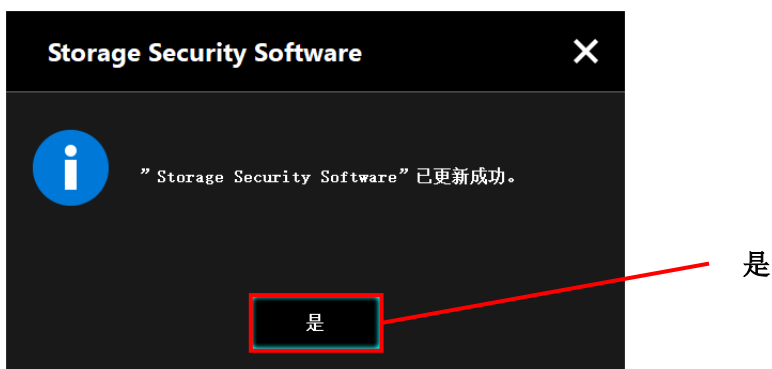 Storage Security Software
”Storage Security Software”已更新成功。
是
是